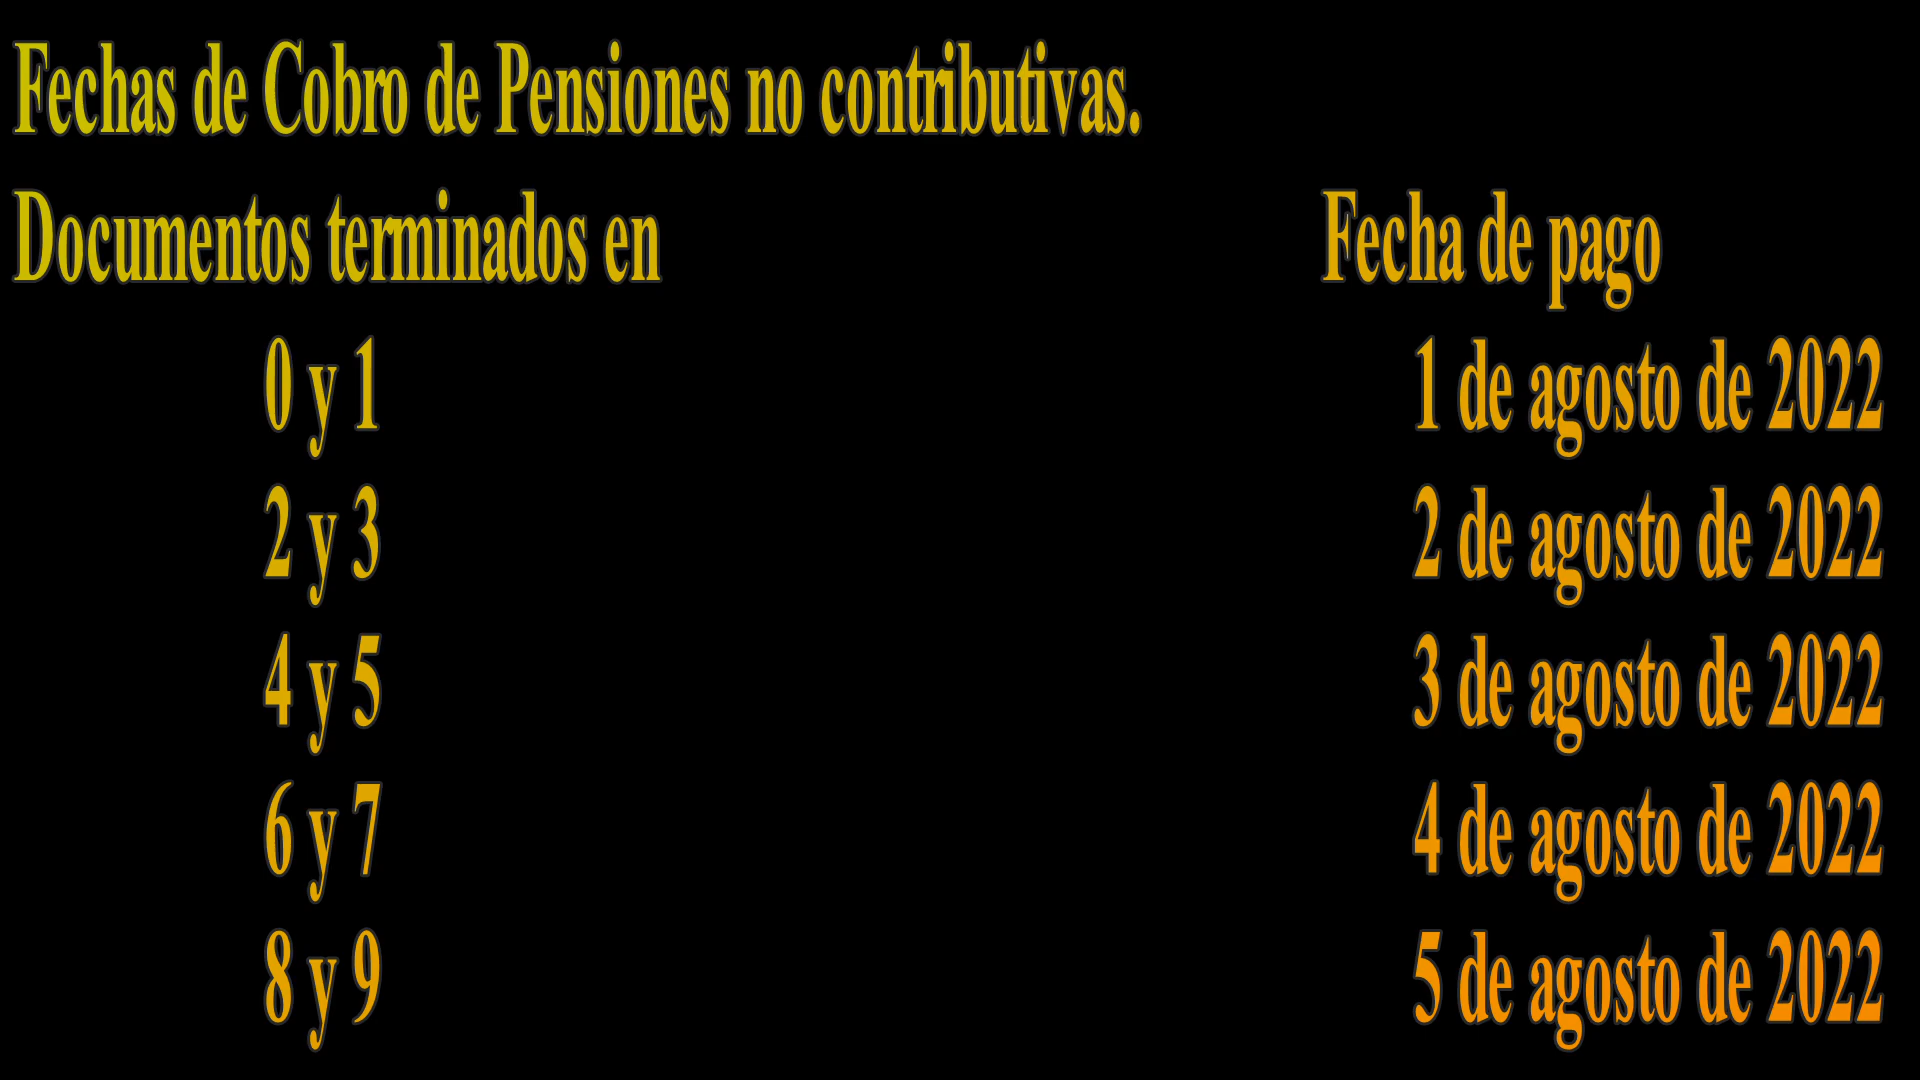 Fechas de Cobro de Pensiones no contributivas.
Documentos terminados en Fecha de pago
0 y 1 1 de agosto de 2022
2 y 3 2 de agosto de 2022
4 y 5 3 de agosto de 2022
6 y 7 4 de agosto de 2022
8 y 9 5 de agosto de 2022